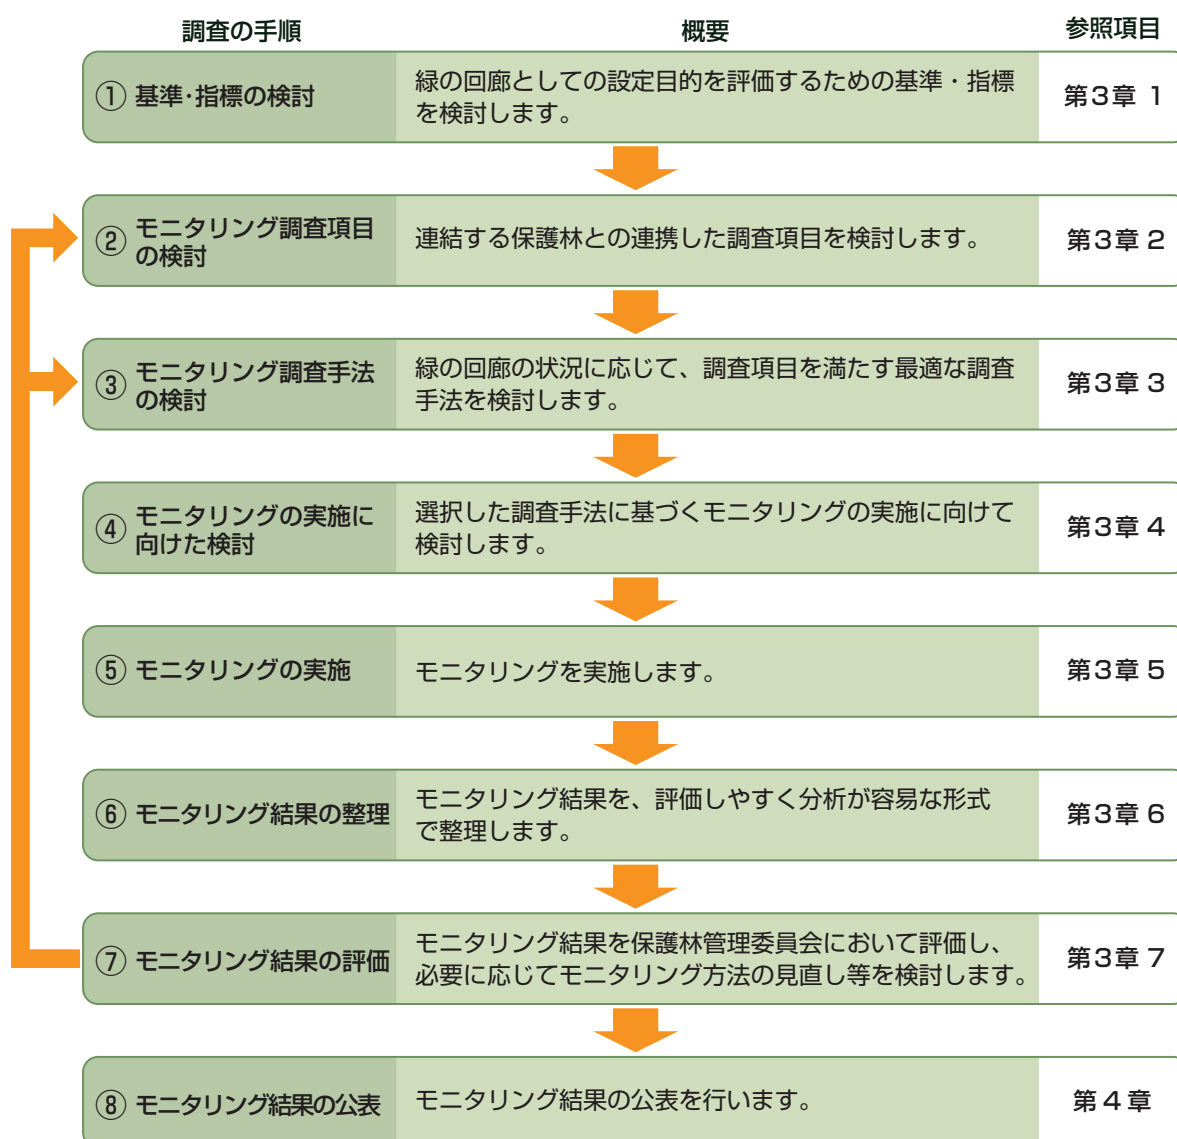 調査の手順 概要 参照項目
① 基準･指標の検討
緑の回廊としての設定目的を評価するための基準・指標
を検討します。
第3章 1
② モニタリング調査項目
の検討
連結する保護林との連携した調査項目を検討します。
第3章 2
③ モニタリング調査手法
の検討
緑の回廊の状況に応じて、調査項目を満たす最適な調査
手法を検討します。
第3章 3
④ モニタリングの実施に
向けた検討
選択した調査手法に基づくモニタリングの実施に向けて
検討します。
第3章 4
⑤ モニタリングの実施
モニタリングを実施します。
第3章 5
⑥ モニタリング結果の整理
モニタリング結果を、評価しやすく分析が容易な形式
で整理します。
第3章 6
⑦ モニタリング結果の評価
モニタリング結果を保護林管理委員会において評価し、
必要に応じてモニタリング方法の見直し等を検討します。
第3章 7
⑧ モニタリング結果の公表
モニタリング結果の公表を行います。
第4章